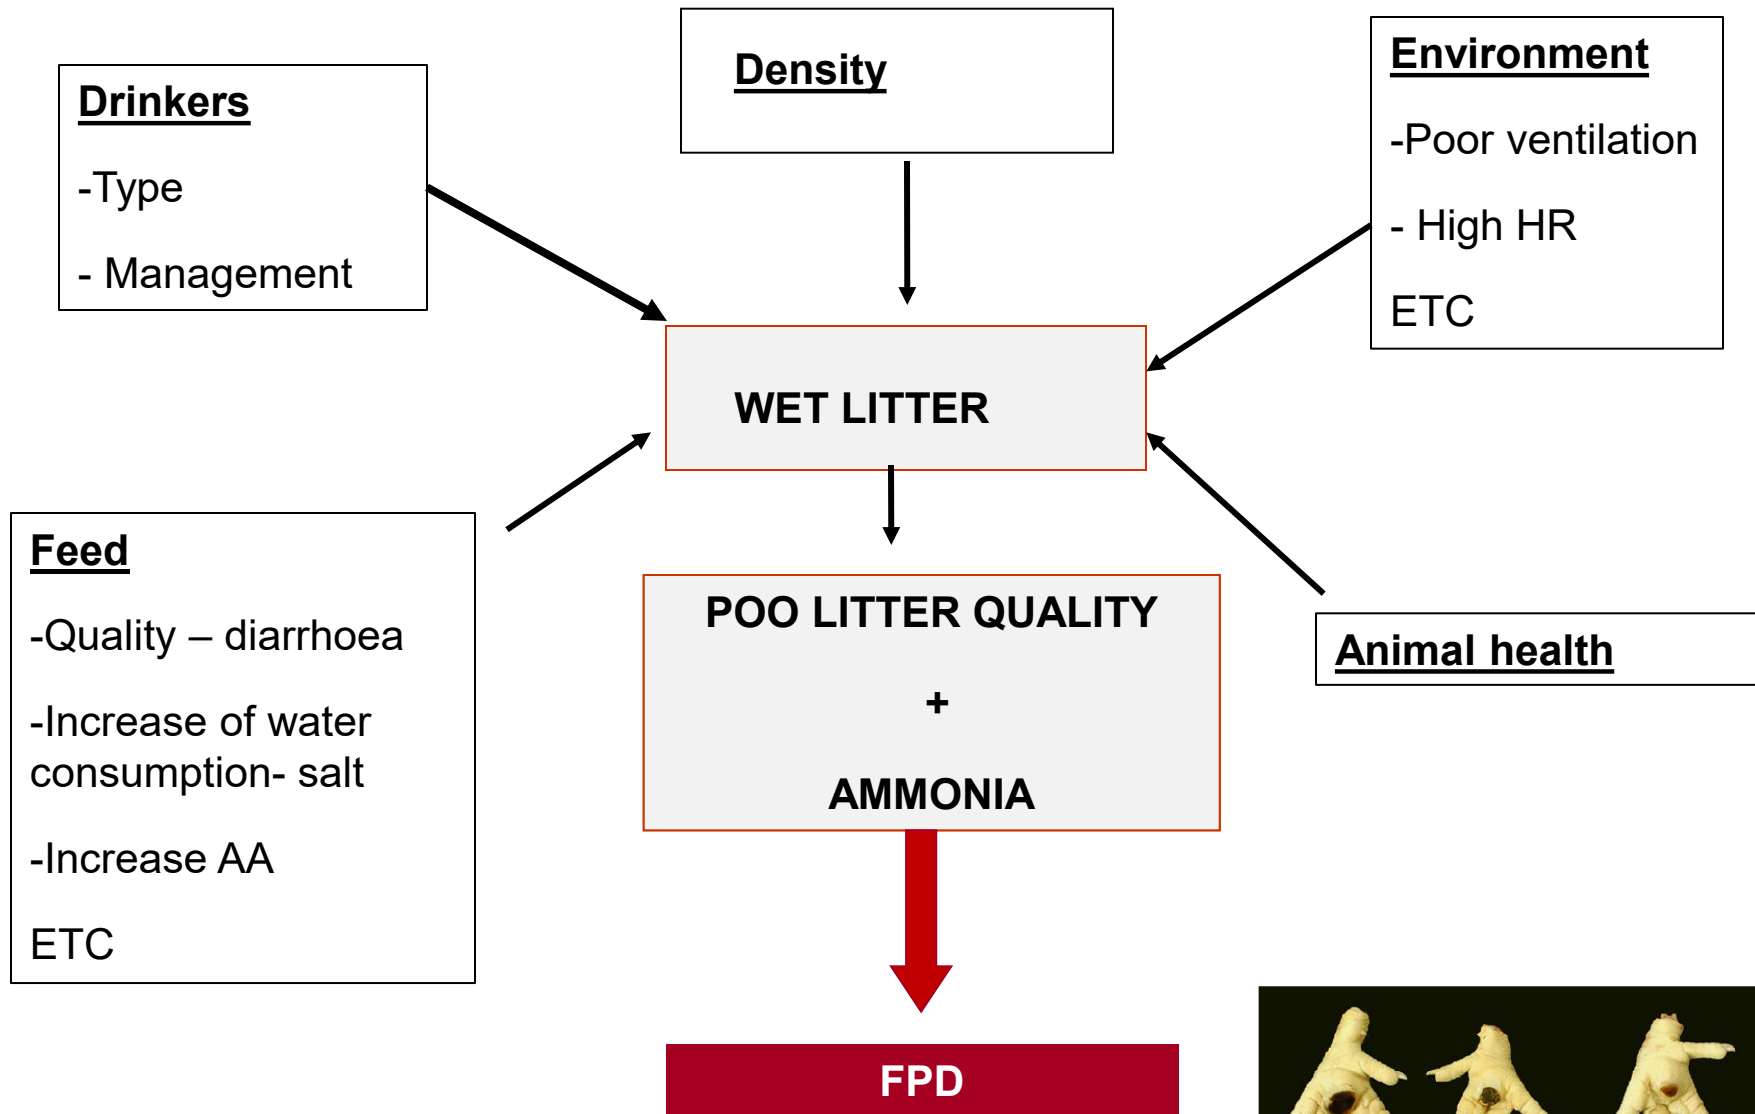 Density
Environment
-Poor ventilation
- High HR
ETC
Drinkers
-Type
- Management
WET LITTER
Feed
-Quality – diarrhoea
-Increase of water
consumption- salt
-Increase AA
ETC
POO LITTER QUALITY
+
AMMONIA
Animal health
FPD